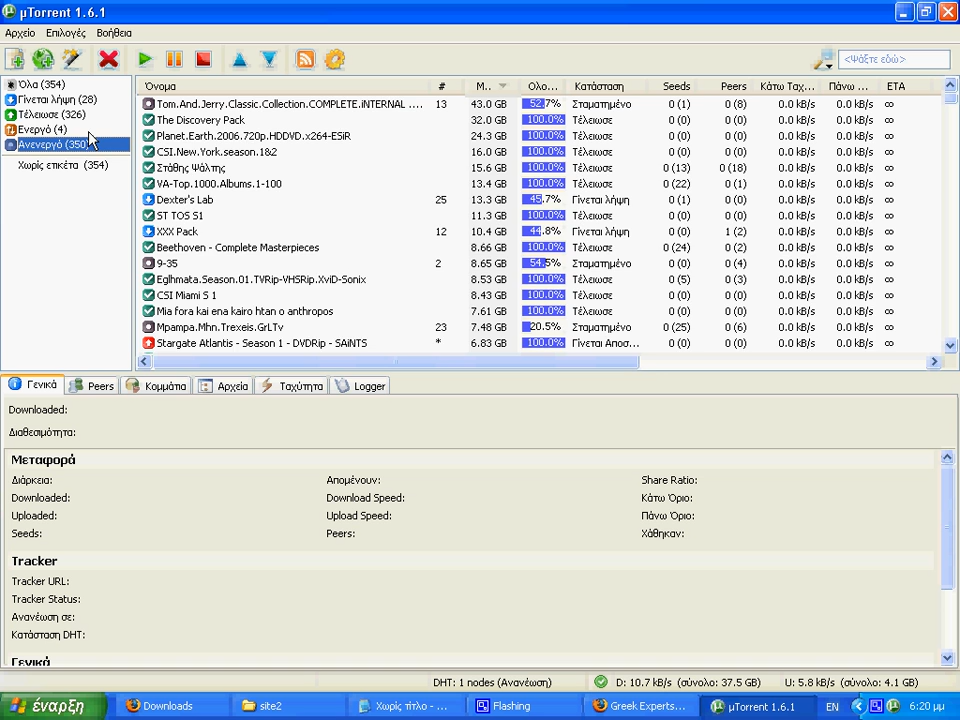 µTorrent 1.6.1
Αρχείο Επιλογές Βοήθεια
<Ψάξτε εδώ>
Όλα (354)
Γίνεται λήψη (28)
Τέλειωσε (326)
Ενεργό (4)
Ανενεργό (350)
Χωρίς ετικέτα (354)
Όνομα # Μ.. Ολο... Κατάσταση Seeds Peers Κάτω Ταχ... Πάνω ... ETA
Tom.And.Jerry.Classic.Collection.COMPLETE.iNTERNAL .... 13 43.0 GB 52.7% Σταματημένο 0 (1) 0 (8) 0.0 kB/s 0.0 kB/s ∞
The Discovery Pack 32.0 GB 100.0% Τέλειωσε 0 (0) 0 (0) 0.0 kB/s 0.0 kB/s ∞
Planet.Earth.2006.720p.HDDVD.x264-ESiR 24.3 GB 100.0% Τέλειωσε 0 (0) 0 (0) 0.0 kB/s 0.0 kB/s ∞
CSI.New.York.season.1&2 16.0 GB 100.0% Τέλειωσε 0 (0) 0 (0) 0.0 kB/s 0.0 kB/s ∞
Στάθης Ψάλτης 15.6 GB 100.0% Τέλειωσε 0 (13) 0 (18) 0.0 kB/s 0.0 kB/s ∞
VA-Top.1000.Albums.1-100 13.4 GB 100.0% Τέλειωσε 0 (22) 0 (1) 0.0 kB/s 0.0 kB/s ∞
Dexter's Lab 25 13.3 GB 45.7% Γίνεται λήψη 0 (1) 0 (0) 0.0 kB/s 0.0 kB/s ∞
ST TOS S1 11.3 GB 100.0% Τέλειωσε 0 (0) 0 (0) 0.0 kB/s 0.0 kB/s ∞
XXX Pack 12 10.4 GB 44.8% Γίνεται λήψη 0 (0) 1 (2) 0.0 kB/s 0.0 kB/s ∞
Beethoven - Complete Masterpieces 8.66 GB 100.0% Τέλειωσε 0 (24) 0 (2) 0.0 kB/s 0.0 kB/s ∞
9-35 2 8.65 GB 54.5% Σταματημένο 0 (0) 0 (4) 0.0 kB/s 0.0 kB/s ∞
Eglhmata.Season.01.TVRip-VHSRip.XviD-Sonix 8.53 GB 100.0% Τέλειωσε 0 (5) 0 (3) 0.0 kB/s 0.0 kB/s ∞
CSI Miami S 1 8.43 GB 100.0% Τέλειωσε 0 (0) 0 (0) 0.0 kB/s 0.0 kB/s ∞
Mia fora kai ena kairo htan o anthropos 7.61 GB 100.0% Τέλειωσε 0 (0) 0 (0) 0.0 kB/s 0.0 kB/s ∞
Mpampa.Mhn.Trexeis.GrLTv 23 7.48 GB 20.5% Σταματημένο 0 (25) 0 (6) 0.0 kB/s 0.0 kB/s ∞
Stargate Atlantis - Season 1 - DVDRip - SAiNTS * 6.83 GB 100.0% Γίνεται Αποσ... 0 (0) 0 (0) 0.0 kB/s 0.0 kB/s ∞
Γενικά Peers Κομμάτια Αρχεία Ταχύτητα Logger
Downloaded:
Διαθεσιμότητα:
Μεταφορά
Διάρκεια: Απομένουν: Share Ratio:
Downloaded: Download Speed: Κάτω Όριο:
Uploaded: Upload Speed: Πάνω Όριο:
Seeds: Peers: Χάθηκαν:
Tracker
Tracker URL:
Tracker Status:
Ανανέωση σε:
Κατάσταση DHT:
Γενικά
DHT: 1 nodes (Ανανέωση) D: 10.7 kB/s (σύνολο: 37.5 GB) U: 5.8 kB/s (σύνολο: 4.1 GB)
έναρξη Downloads site2 Χωρίς τίτλο - ... Flashing Greek Experts... µTorrent 1.6.1 EN 6:20 μμ